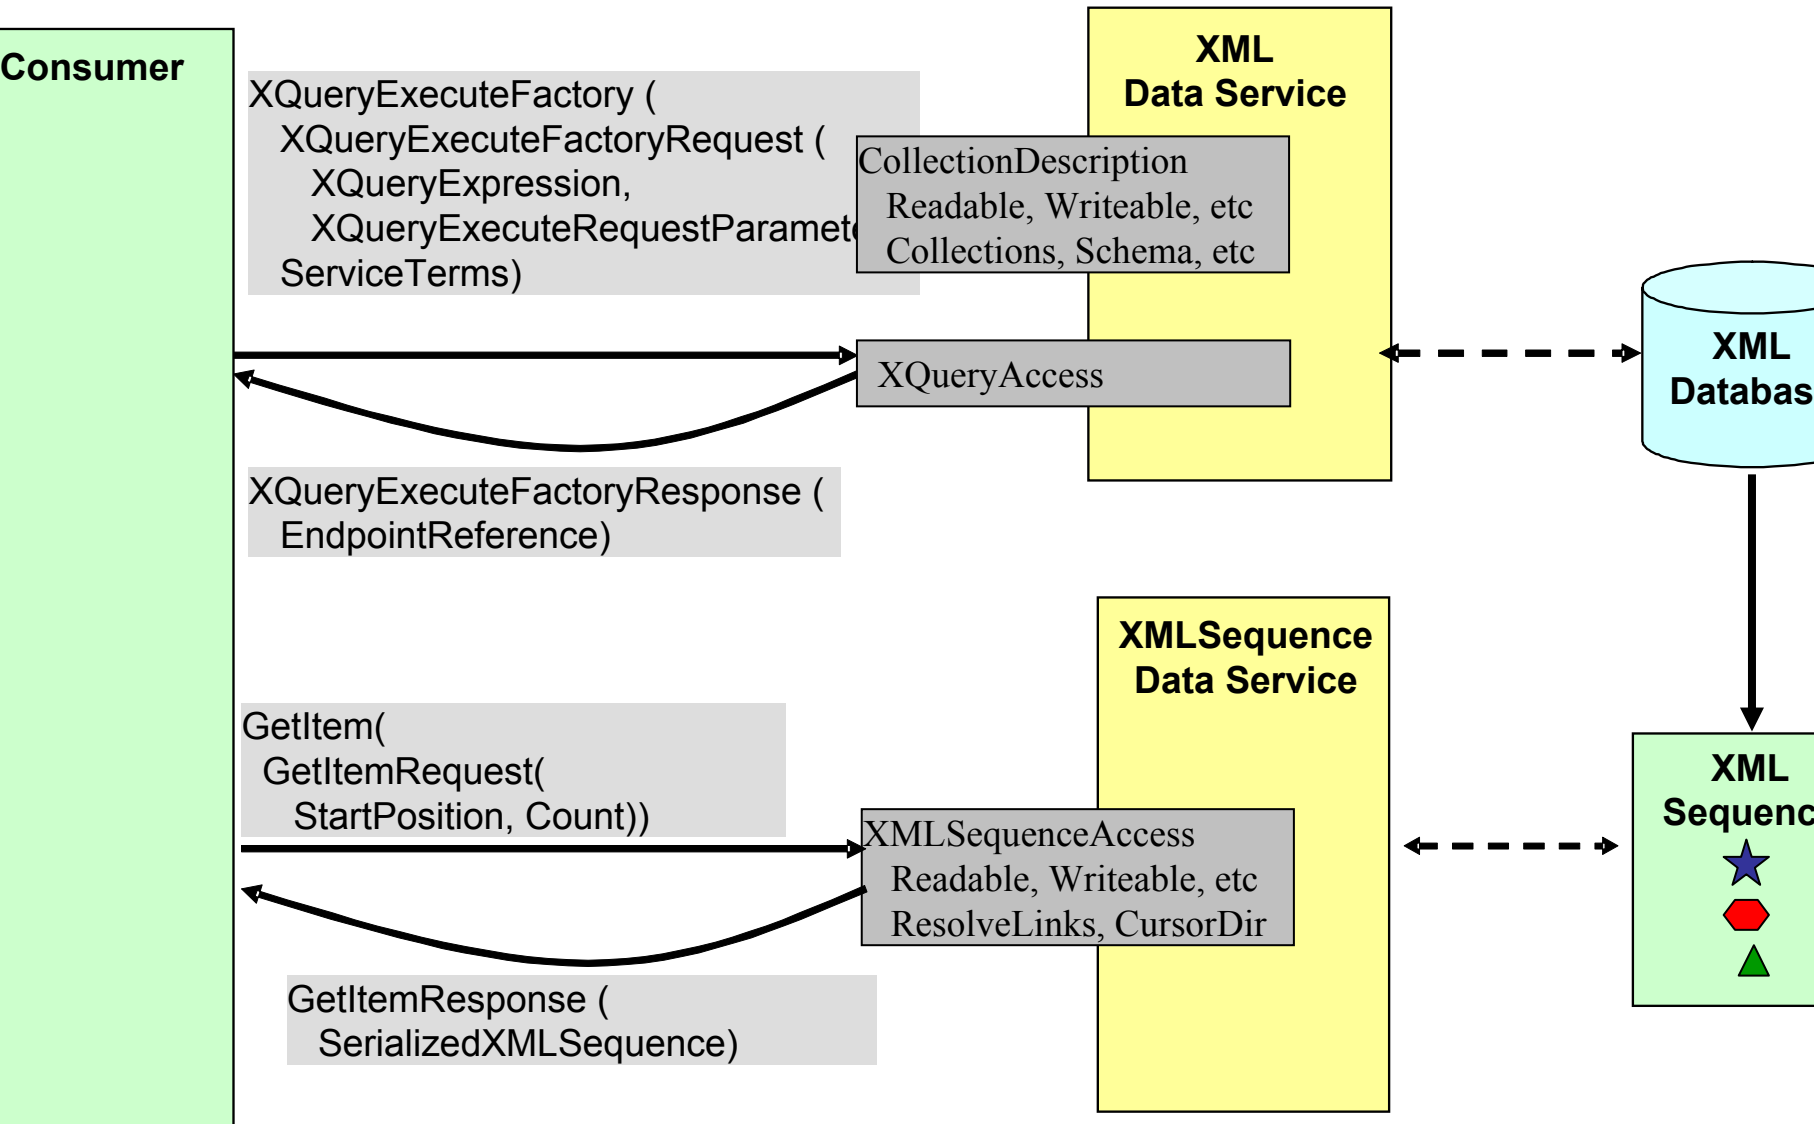 Consumer
XQueryExecuteFactory (
XQueryExecuteFactoryRequest (
XQueryExpression,
XQueryExecuteRequestParamete
ServiceTerms)
XML
Data Service
CollectionDescription
Readable, Writeable, etc
Collections, Schema, etc
XQueryAccess
XML
Databas
XQueryExecuteFactoryResponse (
EndpointReference)
XMLSequence
Data Service
GetItem(
GetItemRequest(
StartPosition, Count))
XMLSequenceAccess
Readable, Writeable, etc
ResolveLinks, CursorDir
XML
Sequenc
GetItemResponse (
SerializedXMLSequence)